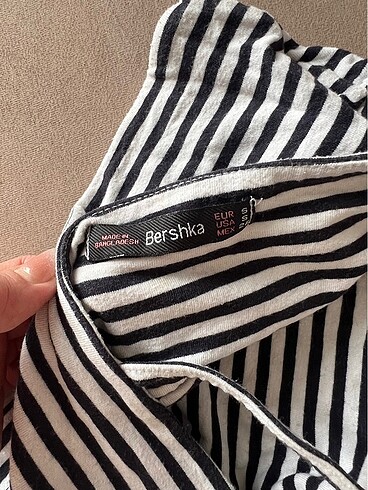 MADE IN
BANGLADESH
Bershka
EUR S
USA S
MEX